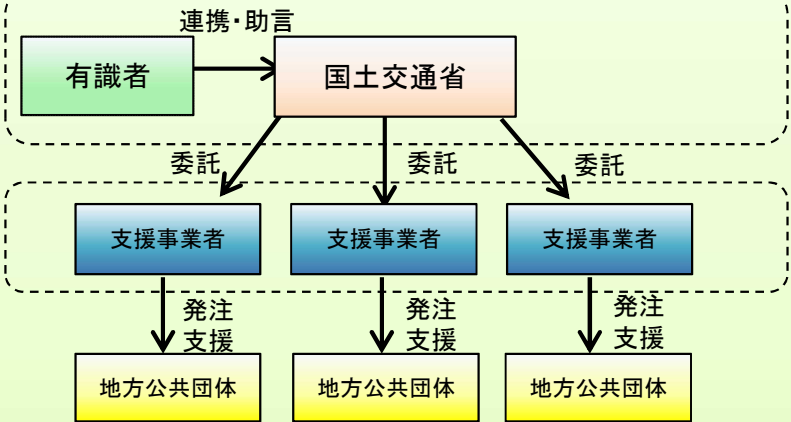 連携・助言
有識者
国土交通省
委託
委託
委託
支援事業者
支援事業者
支援事業者
発注
支援
発注
支援
発注
支援
地方公共団体
地方公共団体
地方公共団体